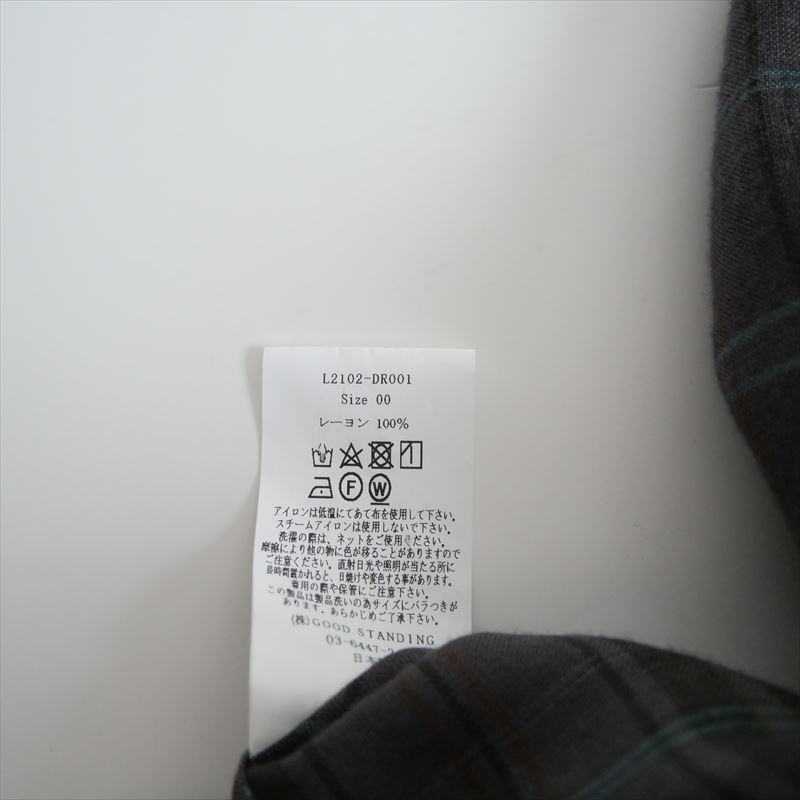 L2102-DR001
Size 00
レーヨン 100%
F W
アイロンは低温にてあて布を使用して下さい。
スチームアイロンは使用しないで下さい。
洗濯の際は、ネットをご使用ください。
摩擦により他の物に色が移ることがありますので
ご注意ください。直射日光や照明が当たる所に
長時間置かれると、日焼けや変色する事があります。
着用の際や保管にご注意ください。
この製品は製品洗いの為サイズにバラつきが
あります。あらかじめご了承下さい。
(株)GOOD STANDING
03-6447-2
日本